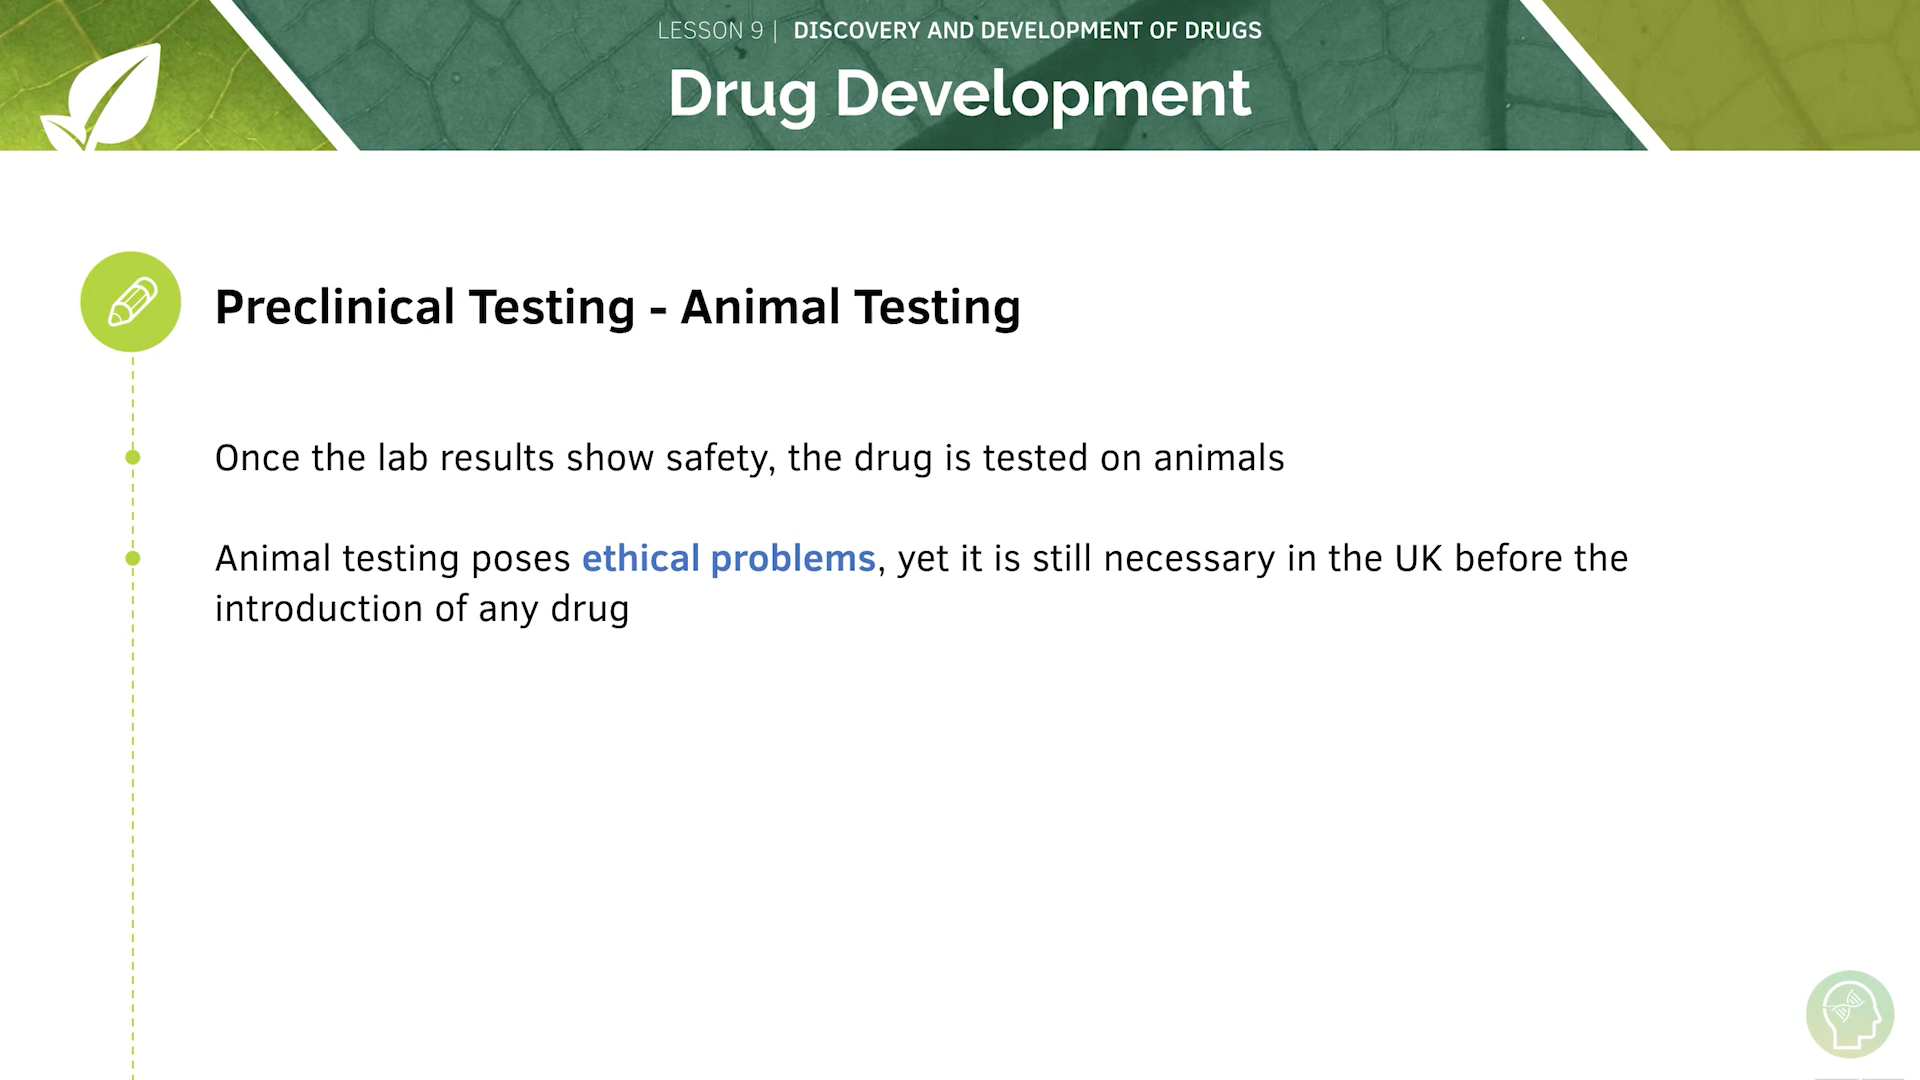 LESSON 9 | DISCOVERY AND DEVELOPMENT OF DRUGS
Drug Development
Preclinical Testing - Animal Testing
Once the lab results show safety, the drug is tested on animals
Animal testing poses ethical problems, yet it is still necessary in the UK before the
introduction of any drug